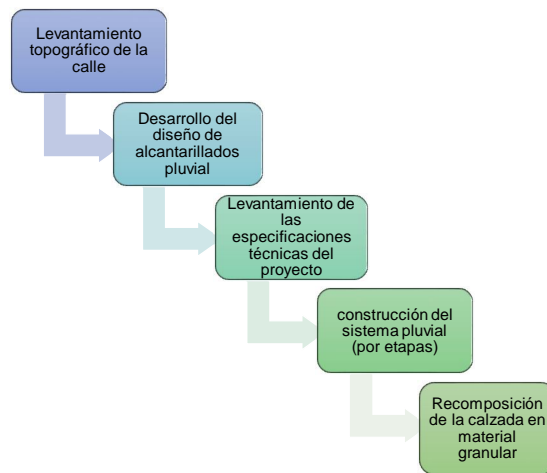 Levantamiento
topográfico de la
calle
Desarrollo del
diseño de
alcantarillados
pluvial
Levantamiento de
las
especificaciones
técnicas del
proyecto
construcción del
sistema pluvial
(por etapas)
Recomposición
de la calzada en
material
granular